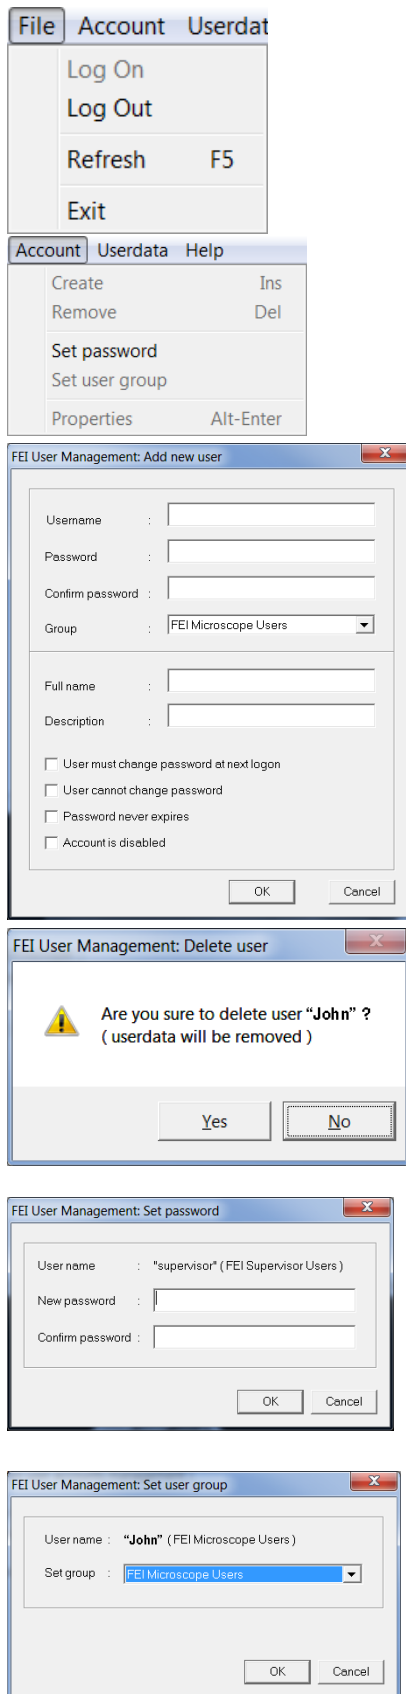 File Account Userdat
Log On
Log Out
Refresh F5
Exit
Account Userdata Help
Create Ins
Remove Del
Set password
Set user group
Properties Alt-Enter
FEI User Management: Add new user
Username :
Password :
Confirm password :
Group : FEI Microscope Users
Full name :
Description :
User must change password at next logon
User cannot change password
Password never expires
Account is disabled
OK Cancel
FEI User Management: Delete user
Are you sure to delete user “John” ?
( userdata will be removed )
Yes No
FEI User Management: Set password
User name : "supervisor" ( FEI Supervisor Users )
New password :
Confirm password :
OK Cancel
FEI User Management: Set user group
User name : “John” ( FEI Microscope Users )
Set group : FEI Microscope Users
OK Cancel